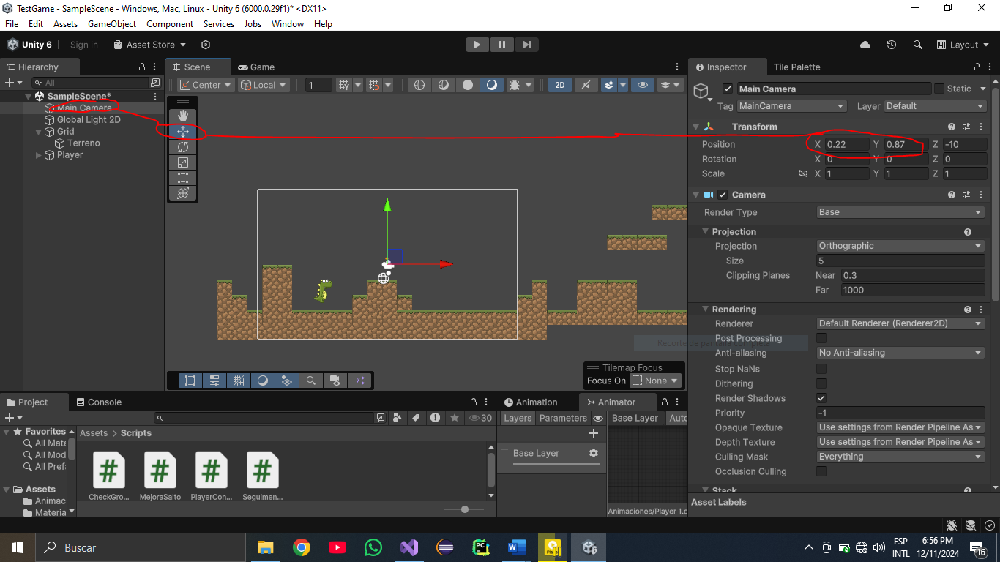 TestGame - SampleScene - Windows, Mac, Linux - Unity 6 (6000.0.29f1)* <DX11>
File Edit Assets GameObject Component Services Jobs Window Help
Unity 6 Sign in Asset Store Layout
Hierarchy
All
SampleScene*
Main Camera
Global Light 2D
Grid
Terreno
Player
Scene Game
Center Local 1 2D
Tilemap Focus
Focus On None
Inspector Tile Palette
Main Camera Static
Tag MainCamera Layer Default
Transform
Position X 0.22 Y 0.87 Z -10
Rotation X 0 Y 0 Z 0
Scale X 1 Y 1 Z 1
Camera
Render Type Base
Projection
Projection Orthographic
Size 5
Clipping Planes Near 0.3
Far 1000
Rendering
Renderer Default Renderer (Renderer2D)
Post Processing
Recorte de pantalla completa
Anti-aliasing No Anti-aliasing
Stop NaNs
Dithering
Render Shadows
Priority -1
Opaque Texture Use settings from Render Pipeline As
Depth Texture Use settings from Render Pipeline As
Culling Mask Everything
Occlusion Culling
Stack
Asset Labels
Project Console
30
Favorites
All Mate
All Mod
All Prefa
Assets
Animac
Materia
Assets > Scripts
CheckGro... MejoraSalto PlayerCon... Seguimen...
Animation Animator
Layers Parameters Base Layer Auto
Base Layer
Animaciones/Player 1.c
Buscar
ESP
INTL
6:56 PM
12/11/2024
16